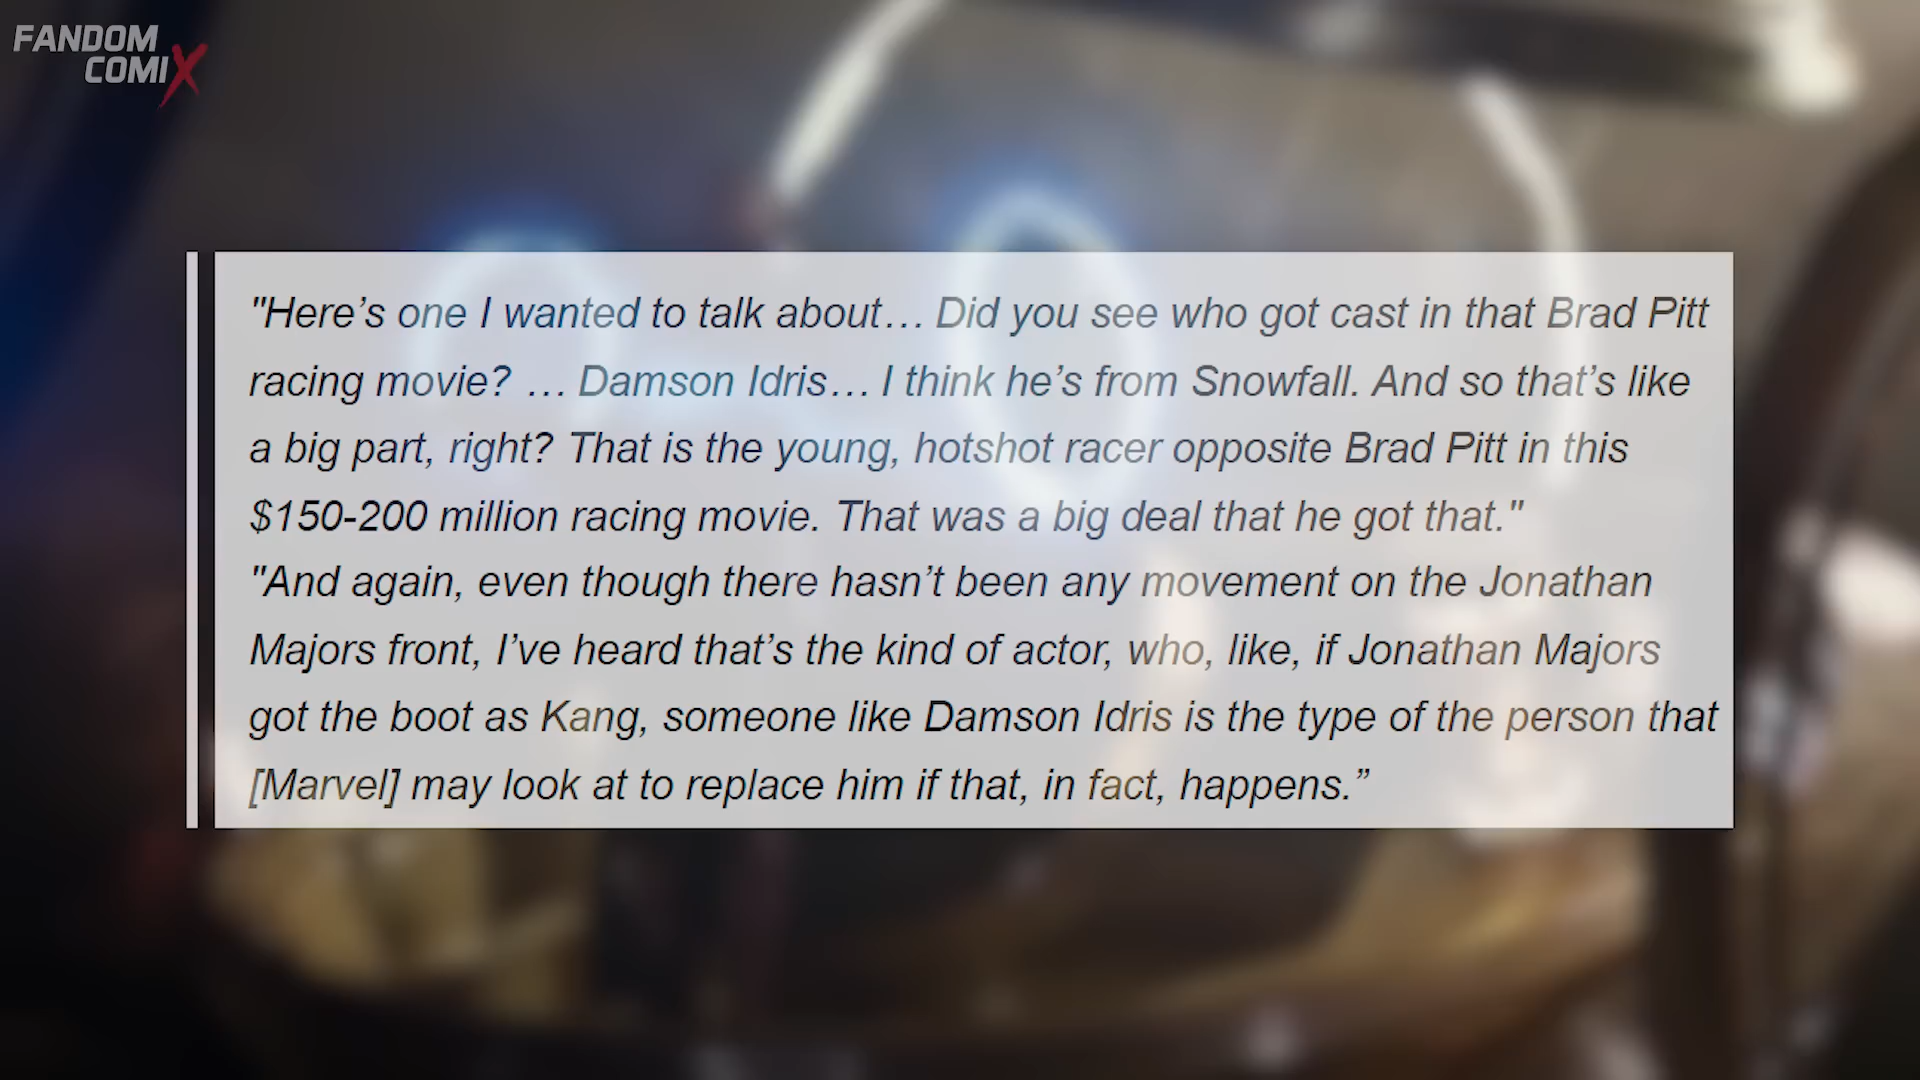 FANDOM
COMIX
"Here’s one I wanted to talk about… Did you see who got cast in that Brad Pitt
racing movie? … Damson Idris… I think he’s from Snowfall. And so that’s like
a big part, right? That is the young, hotshot racer opposite Brad Pitt in this
$150-200 million racing movie. That was a big deal that he got that."
"And again, even though there hasn’t been any movement on the Jonathan
Majors front, I’ve heard that’s the kind of actor, who, like, if Jonathan Majors
got the boot as Kang, someone like Damson Idris is the type of the person that
[Marvel] may look at to replace him if that, in fact, happens.”